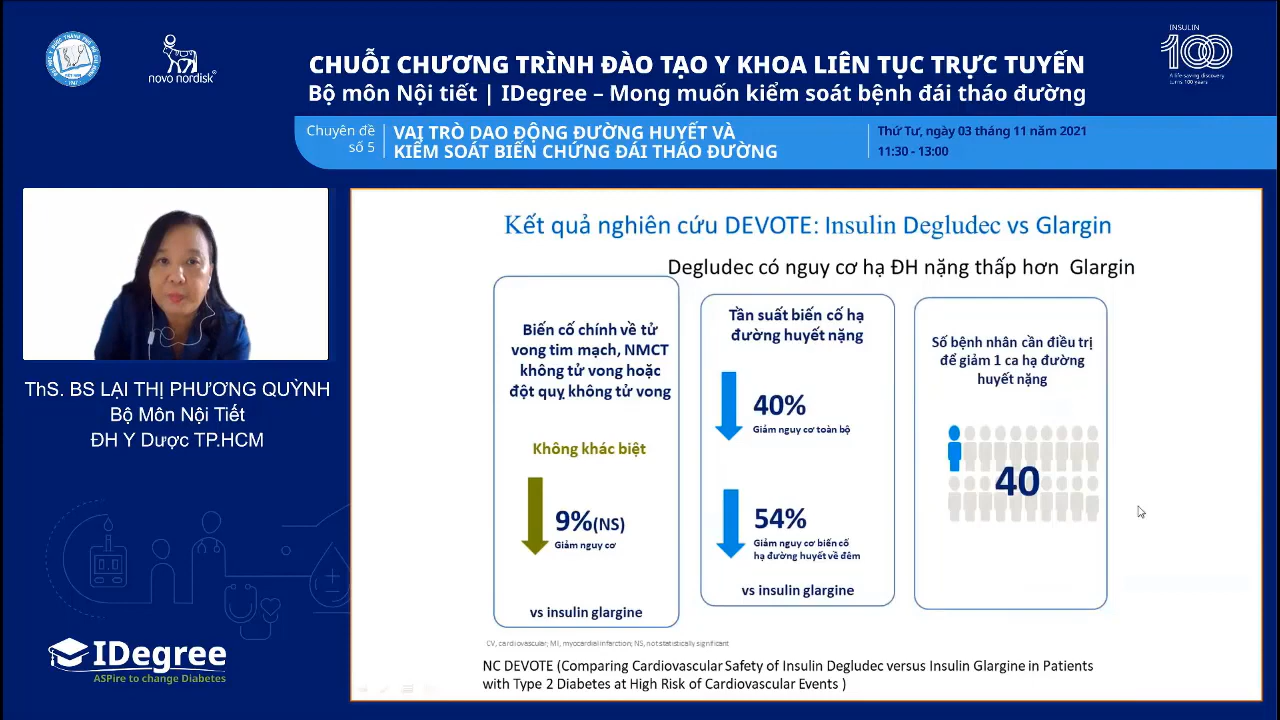 novo nordisk
INSULIN
100
A life-saving discovery
turns 100 years
CHUỖI CHƯƠNG TRÌNH ĐÀO TẠO Y KHOA LIÊN TỤC TRỰC TUYẾN
Bộ môn Nội tiết | IDegree – Mong muốn kiểm soát bệnh đái tháo đường
Chuyên đề
số 5
VAI TRÒ DAO ĐỘNG ĐƯỜNG HUYẾT VÀ
KIỂM SOÁT BIẾN CHỨNG ĐÁI THÁO ĐƯỜNG
Thứ Tư, ngày 03 tháng 11 năm 2021
11:30 - 13:00
ThS. BS LẠI THỊ PHƯƠNG QUỲNH
Bộ Môn Nội Tiết
ĐH Y Dược TP.HCM
IDegree
ASPire to change Diabetes
Kết quả nghiên cứu DEVOTE: Insulin Degludec vs Glargin
Degludec có nguy cơ hạ ĐH nặng thấp hơn Glargin
Biến cố chính về tử
vong tim mạch, NMCT
không tử vong hoặc
đột quỵ không tử vong
Không khác biệt
9%(NS)
Giảm nguy cơ
vs insulin glargine
Tần suất biến cố hạ
đường huyết nặng
40%
Giảm nguy cơ toàn bộ
54%
Giảm nguy cơ biến cố
hạ đường huyết về đêm
vs insulin glargine
Số bệnh nhân cần điều trị
để giảm 1 ca hạ đường
huyết nặng
40
CV, cardiovascular; MI, myocardial infarction; NS, not statistically significant
NC DEVOTE (Comparing Cardiovascular Safety of Insulin Degludec versus Insulin Glargine in Patients
with Type 2 Diabetes at High Risk of Cardiovascular Events )